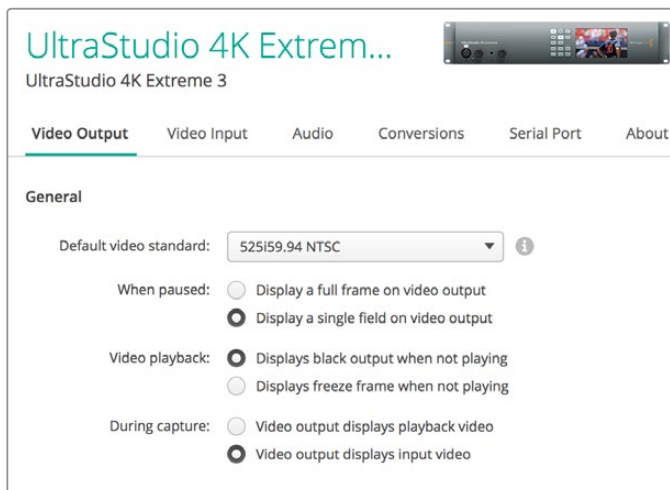 UltraStudio 4K Extrem...
UltraStudio 4K Extreme 3
Video Output Video Input Audio Conversions Serial Port About
General
Default video standard: 525i59.94 NTSC
When paused: Display a full frame on video output
Display a single field on video output
Video playback: Displays black output when not playing
Displays freeze frame when not playing
During capture: Video output displays playback video
Video output displays input video